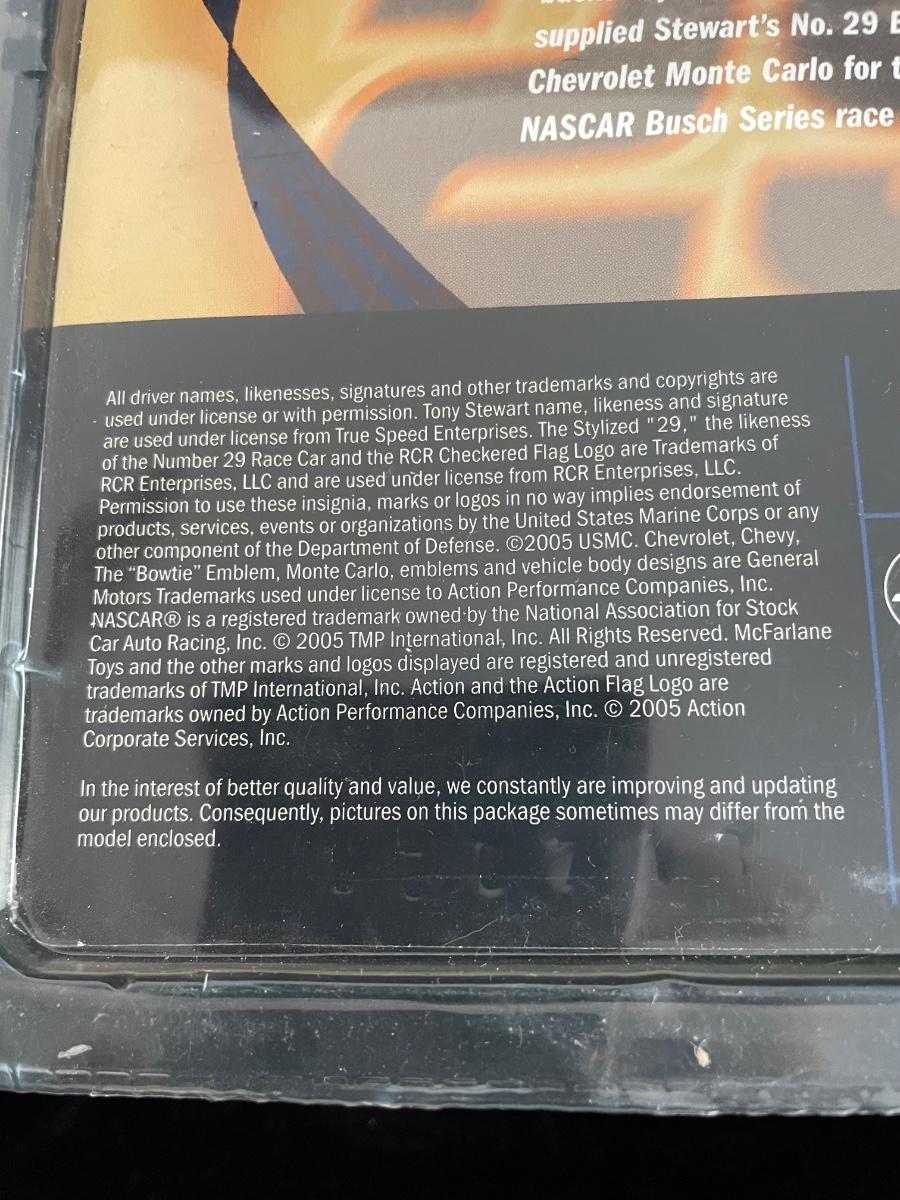 supplied Stewart's No. 29
Chevrolet Monte Carlo for
NASCAR Busch Series race
All driver names, likenesses, signatures and other trademarks and copyrights are
used under license or with permission. Tony Stewart name, likeness and signature
are used under license from True Speed Enterprises. The Stylized "29," the likeness
of the Number 29 Race Car and the RCR Checkered Flag Logo are Trademarks of
RCR Enterprises, LLC and are used under license from RCR Enterprises, LLC.
Permission to use these insignia, marks or logos in no way implies endorsement of
products, services, events or organizations by the United States Marine Corps or any
other component of the Department of Defense. ©2005 USMC. Chevrolet, Chevy,
The “Bowtie” Emblem, Monte Carlo, emblems and vehicle body designs are General
Motors Trademarks used under license to Action Performance Companies, Inc.
NASCAR® is a registered trademark owned by the National Association for Stock
Car Auto Racing, Inc. © 2005 TMP International, Inc. All Rights Reserved. McFarlane
Toys and the other marks and logos displayed are registered and unregistered
trademarks of TMP International, Inc. Action and the Action Flag Logo are
trademarks owned by Action Performance Companies, Inc. © 2005 Action
Corporate Services, Inc.
In the interest of better quality and value, we constantly are improving and updating
our products. Consequently, pictures on this package sometimes may differ from the
model enclosed.